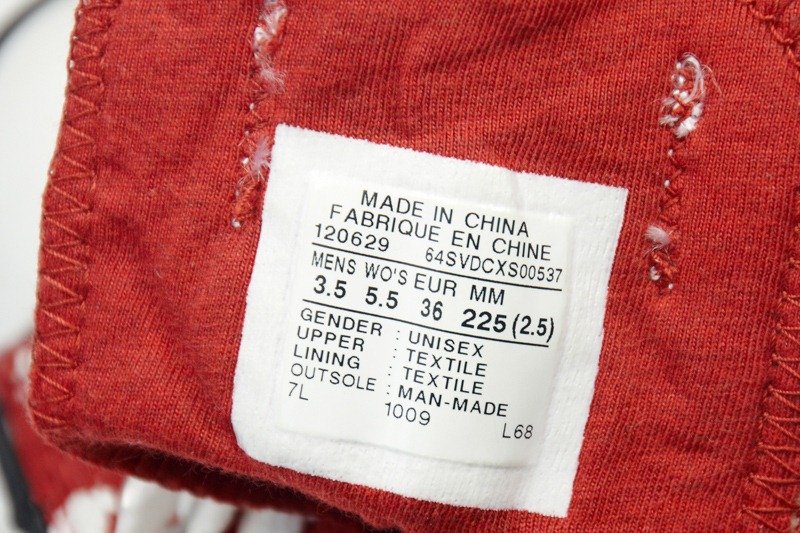 MADE IN CHINA
FABRIQUE EN CHINE
120629 64SVDCXS00537
MENS WO'S EUR MM
3.5 5.5 36 225 (2.5)
GENDER : UNISEX
UPPER : TEXTILE
LINING : TEXTILE
OUTSOLE : MAN-MADE
7L 1009 L68